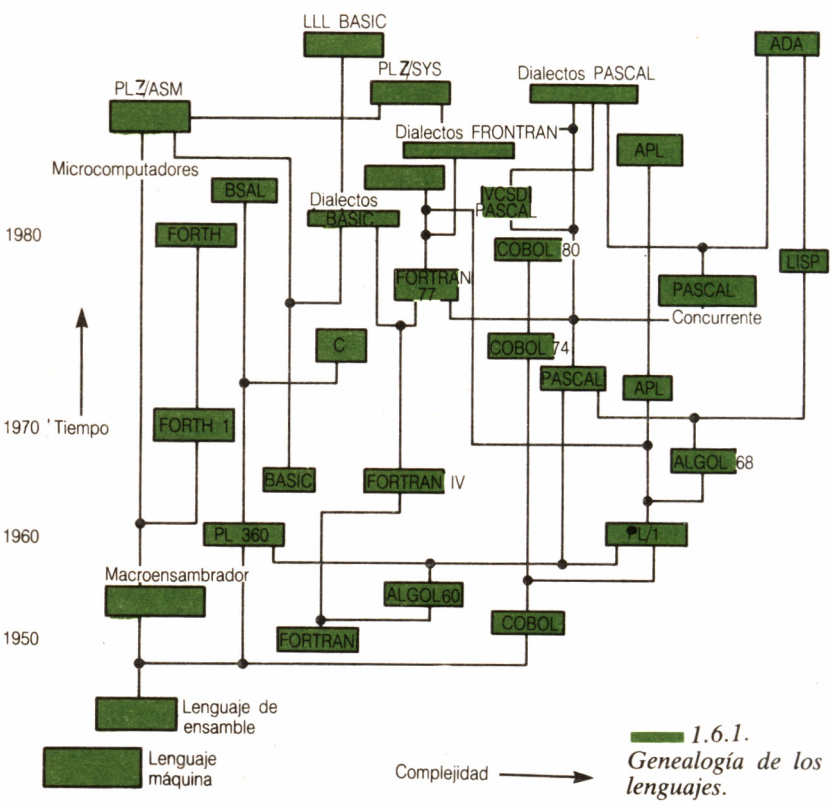 LLL BASIC
ADA
PLZ/SYS
Dialectos PASCAL
PLZ/ASM
Dialectos FRONTRAN
APL
Microcomputadores
BSAL
Dialectos
BASIC
VCSD
PASCAL
1980
FORTH
COBOL 80
LISP
FORTRAN
77
PASCAL
Concurrente
C
COBOL 74
PASCAL
APL
1970
Tiempo
FORTH 1
ALGOL 68
BASIC
FORTRAN IV
1960
PL 360
PL/1
Macroensambrador
ALGOL60
1950
FORTRAN
COBOL
Lenguaje de
ensamble
Lenguaje
máquina
Complejidad
1.6.1.
Genealogía de los
lenguajes.